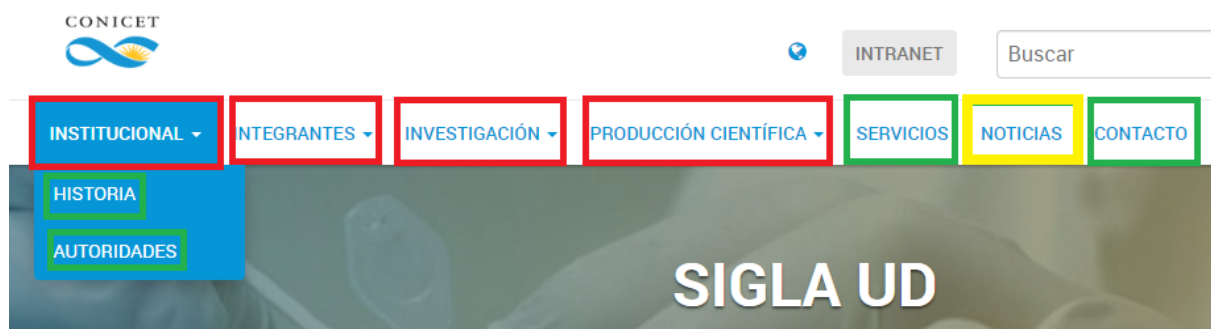 CONICET
INTRANET
Buscar
INSTITUCIONAL
INTEGRANTES
INVESTIGACIÓN
PRODUCCIÓN CIENTÍFICA
SERVICIOS
NOTICIAS
CONTACTO
HISTORIA
AUTORIDADES
SIGLA UD